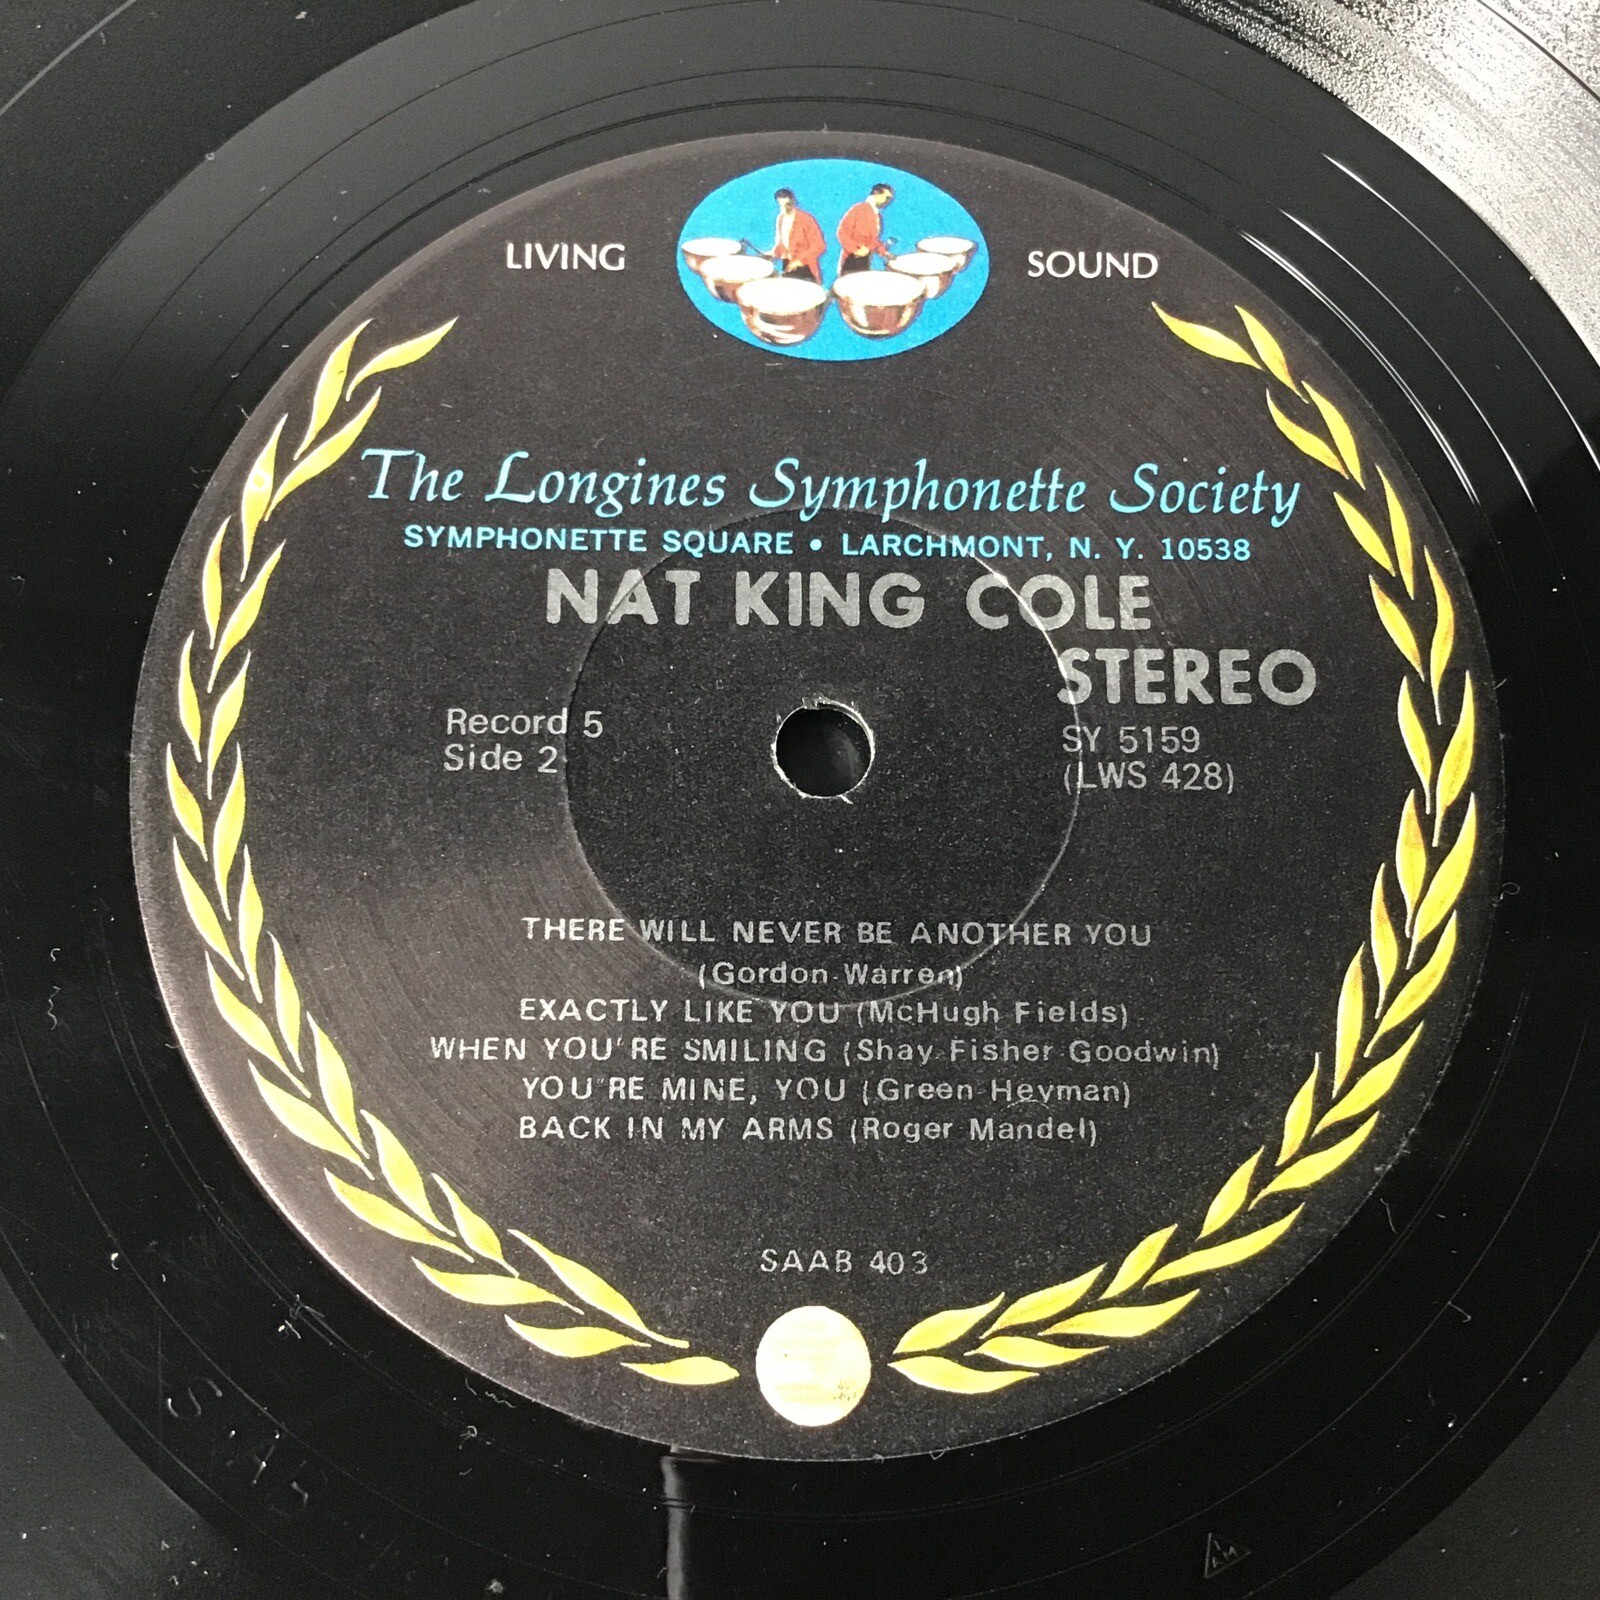 LIVING SOUND
The Longines Symphonette Society
SYMPHONETTE SQUARE • LARCHMONT, N. Y. 10538
NAT KING COLE
STEREO
Record 5
Side 2
SY 5159
(LWS 428)
THERE WILL NEVER BE ANOTHER YOU
(Gordon-Warren)
EXACTLY LIKE YOU (McHugh-Fields)
WHEN YOU'RE SMILING (Shay-Fisher-Goodwin)
YOU'RE MINE, YOU (Green-Heyman)
BACK IN MY ARMS (Roger Mandel)
SAAB 403